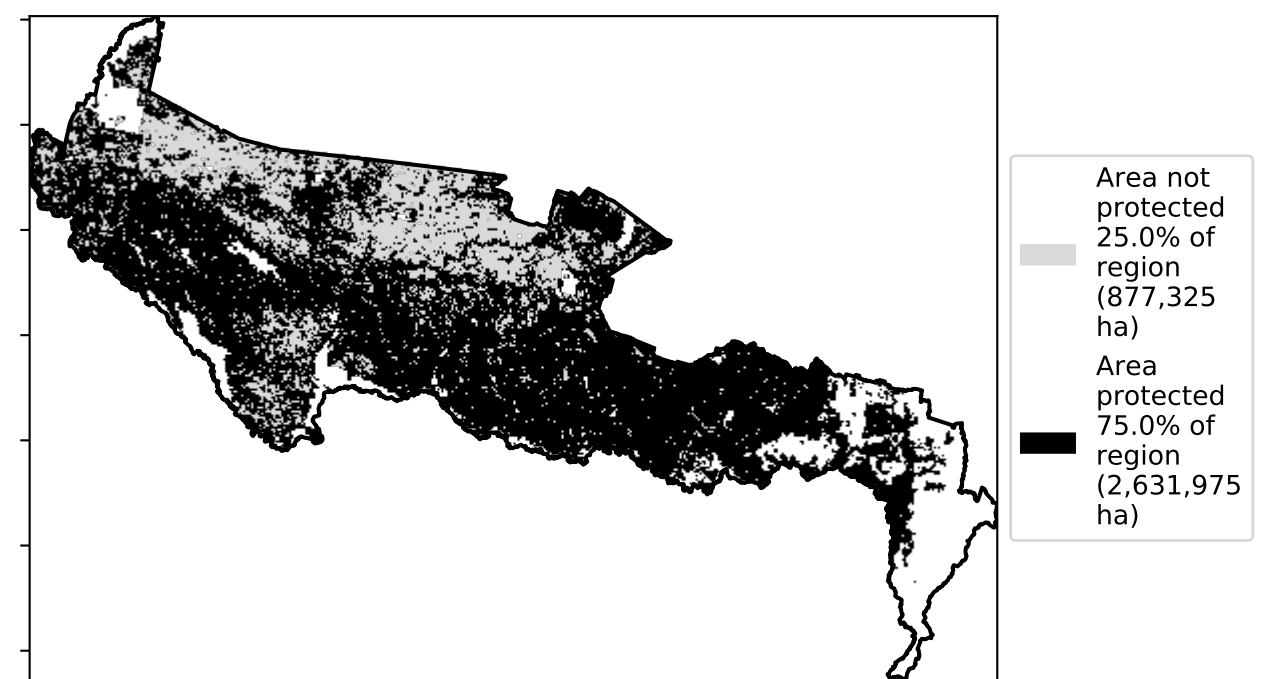 Area not
protected
25.0% of
region
(877,325
ha)
Area
protected
75.0% of
region
(2,631,975
ha)